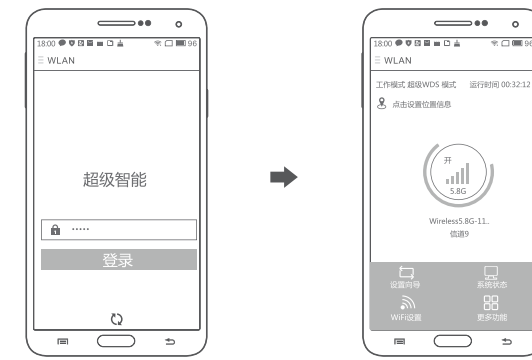 18:00 96
WLAN
超级智能
•••••
登录
18:00 96
WLAN
工作模式 超级WDS 模式 运行时间 00:32:12
点击设置位置信息
开
5.8G
Wireless5.8G-11..
信道9
设置向导 系统状态
WiFi设置 更多功能